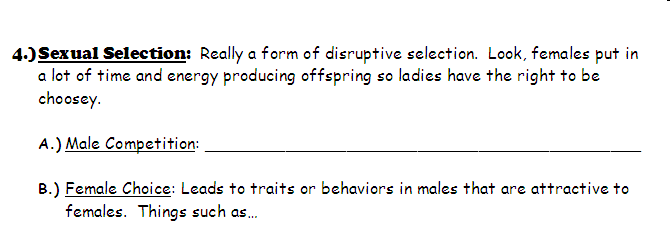 4.) Sexual Selection: Really a form of disruptive selection. Look, females put in
a lot of time and energy producing offspring so ladies have the right to be
choosey.
A.) Male Competition: ______________________________________________
B.) Female Choice: Leads to traits or behaviors in males that are attractive to
females. Things such as…